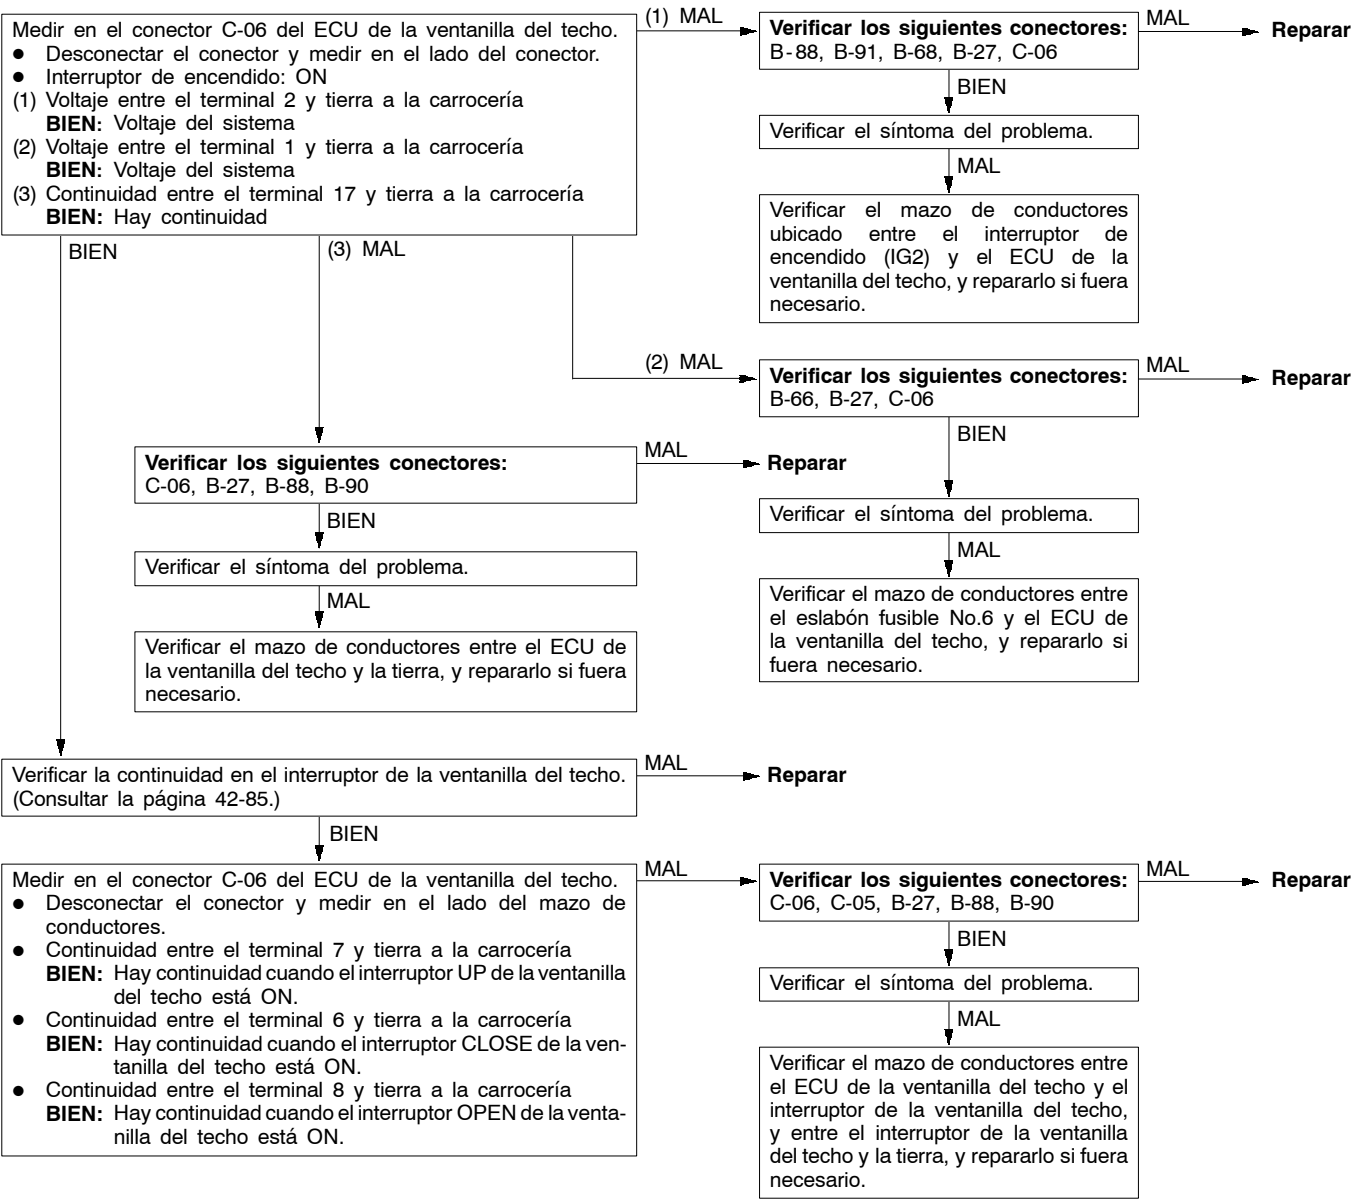 Medir en el conector C-06 del ECU de la ventanilla del techo.
● Desconectar el conector y medir en el lado del conector.
● Interruptor de encendido: ON
(1) Voltaje entre el terminal 2 y tierra a la carrocería
BIEN: Voltaje del sistema
(2) Voltaje entre el terminal 1 y tierra a la carrocería
BIEN: Voltaje del sistema
(3) Continuidad entre el terminal 17 y tierra a la carrocería
BIEN: Hay continuidad
(1) MAL
Verificar los siguientes conectores:
B-88, B-91, B-68, B-27, C-06
MAL
Reparar
BIEN
Verificar el síntoma del problema.
MAL
Verificar el mazo de conductores
ubicado entre el interruptor de
encendido (IG2) y el ECU de la
ventanilla del techo, y repararlo si fuera
necesario.
BIEN
(3) MAL
(2) MAL
Verificar los siguientes conectores:
B-66, B-27, C-06
MAL
Reparar
BIEN
Verificar el síntoma del problema.
MAL
Verificar el mazo de conductores entre
el eslabón fusible No.6 y el ECU de
la ventanilla del techo, y repararlo si
fuera necesario.
Verificar los siguientes conectores:
C-06, B-27, B-88, B-90
MAL
Reparar
BIEN
Verificar el síntoma del problema.
MAL
Verificar el mazo de conductores entre el ECU de
la ventanilla del techo y la tierra, y repararlo si fuera
necesario.
Verificar la continuidad en el interruptor de la ventanilla del techo.
(Consultar la página 42-85.)
MAL
Reparar
BIEN
Medir en el conector C-06 del ECU de la ventanilla del techo.
● Desconectar el conector y medir en el lado del mazo de
conductores.
● Continuidad entre el terminal 7 y tierra a la carrocería
BIEN: Hay continuidad cuando el interruptor UP de la ventanilla
del techo está ON.
● Continuidad entre el terminal 6 y tierra a la carrocería
BIEN: Hay continuidad cuando el interruptor CLOSE de la ven-
tanilla del techo está ON.
● Continuidad entre el terminal 8 y tierra a la carrocería
BIEN: Hay continuidad cuando el interruptor OPEN de la venta-
nilla del techo está ON.
MAL
Verificar los siguientes conectores:
C-06, C-05, B-27, B-88, B-90
MAL
Reparar
BIEN
Verificar el síntoma del problema.
MAL
Verificar el mazo de conductores entre
el ECU de la ventanilla del techo y el
interruptor de la ventanilla del techo,
y entre el interruptor de la ventanilla
del techo y la tierra, y repararlo si fuera
necesario.